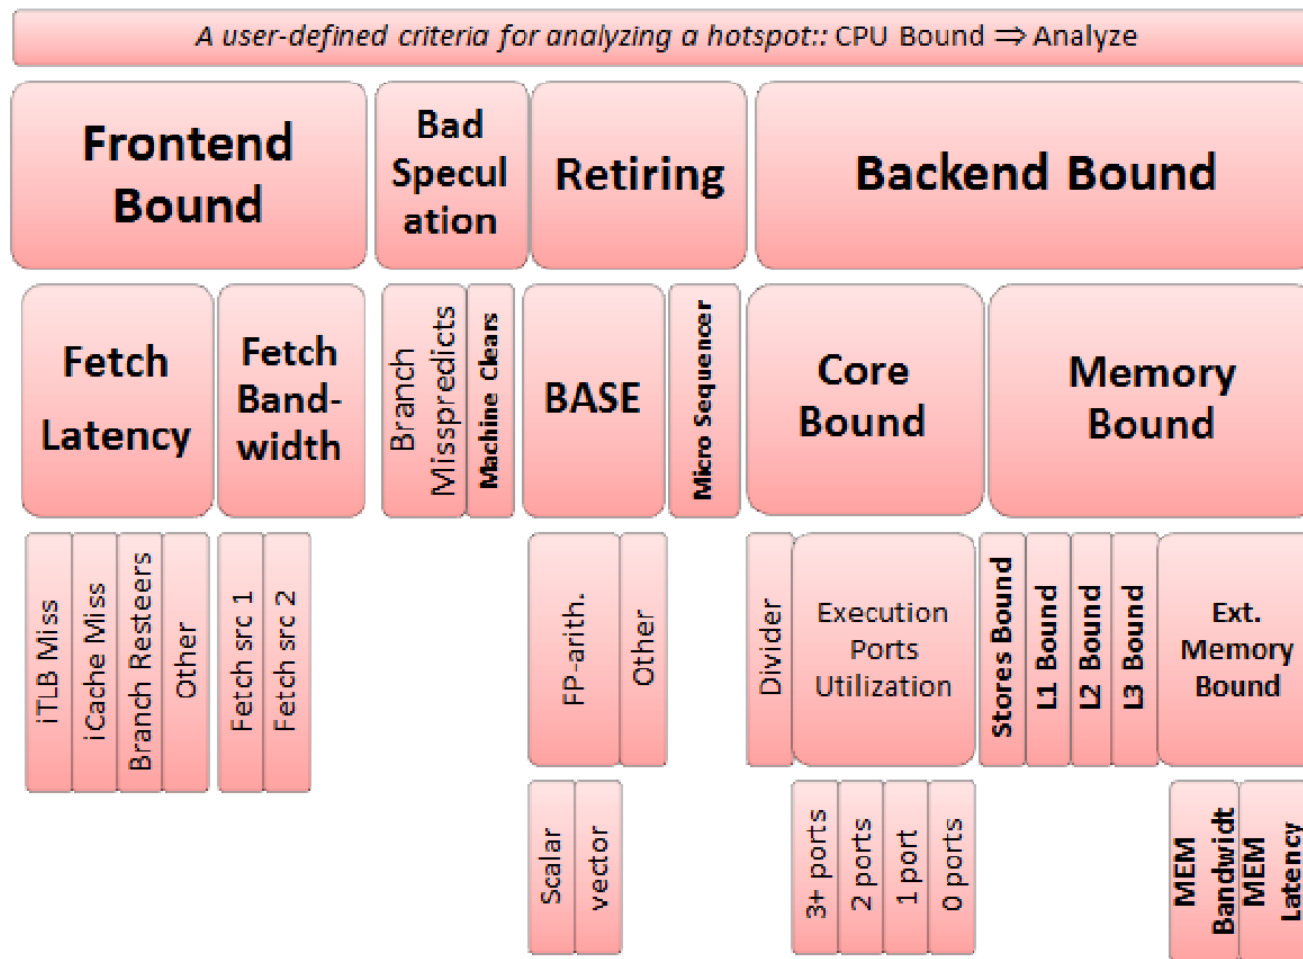 A user-defined criteria for analyzing a hotspot:: CPU Bound ⇒ Analyze
Frontend
Bound
Bad
Specul
ation
Retiring
Backend Bound
Fetch
Latency
Fetch
Band-
width
Branch
Misspredicts
Machine Clears
BASE
Micro Sequencer
Core
Bound
Memory
Bound
iTLB Miss
iCache Miss
Branch Resteers
Other
Fetch src 1
Fetch src 2
FP-arith.
Other
Divider
Execution
Ports
Utilization
Stores Bound
L1 Bound
L2 Bound
L3 Bound
Ext.
Memory
Bound
Scalar
vector
3+ ports
2 ports
1 port
0 ports
MEM
Bandwidt
MEM
Latency